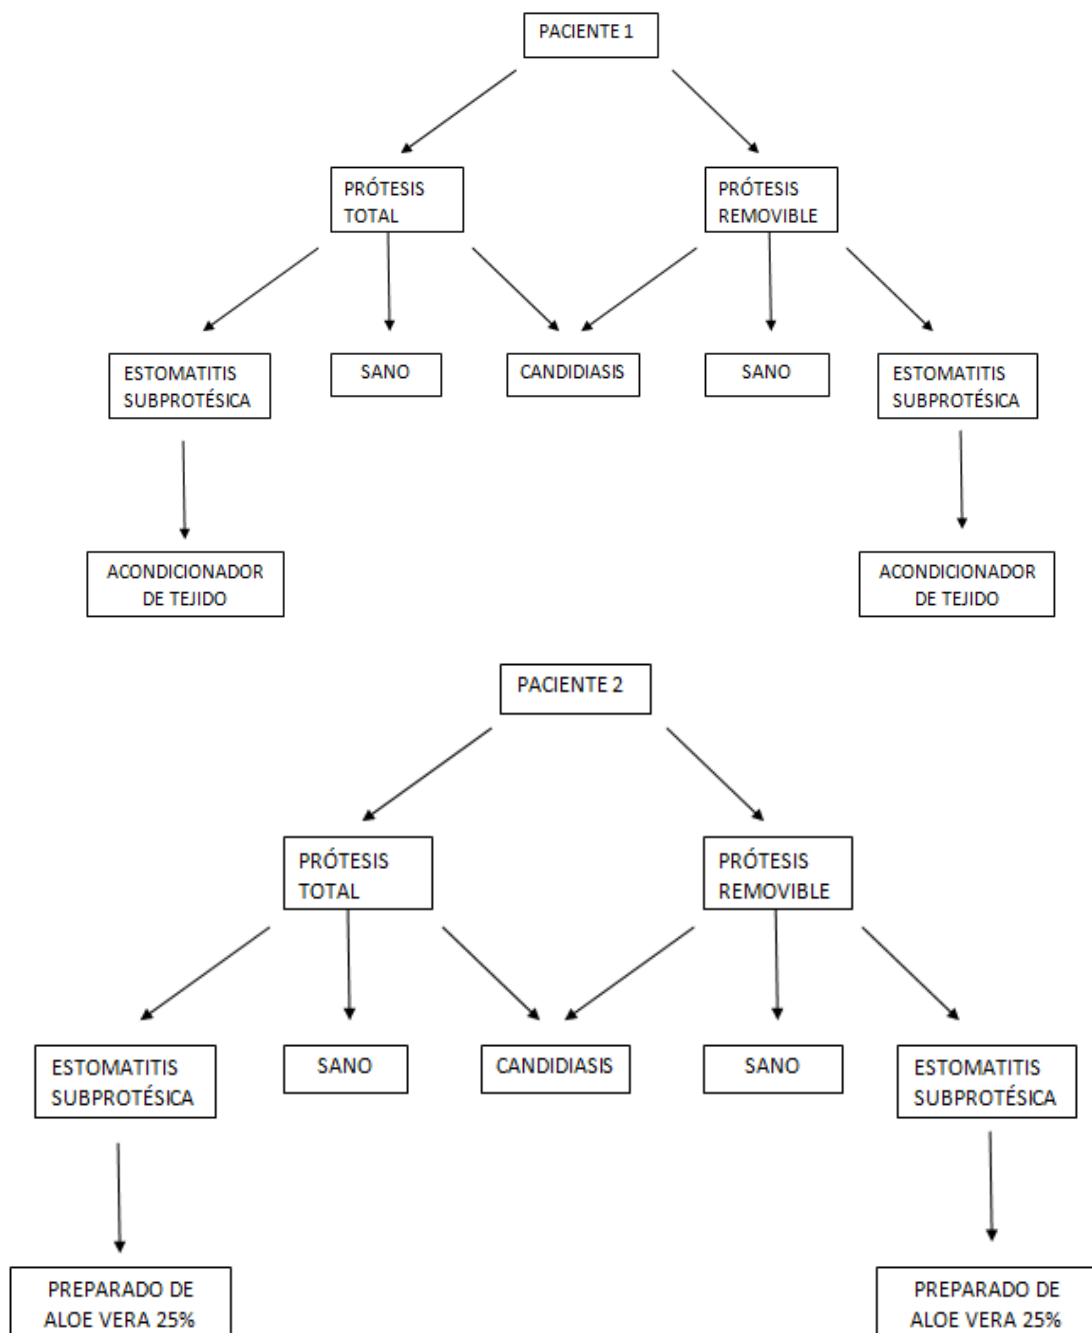 PACIENTE 1
PRÓTESIS
TOTAL
PRÓTESIS
REMOVIBLE
ESTOMATITIS
SUBPROTÉSICA
SANO
CANDIDIASIS
SANO
ESTOMATITIS
SUBPROTÉSICA
ACONDICIONADOR
DE TEJIDO
ACONDICIONADOR
DE TEJIDO
PACIENTE 2
PRÓTESIS
TOTAL
PRÓTESIS
REMOVIBLE
ESTOMATITIS
SUBPROTÉSICA
SANO
CANDIDIASIS
SANO
ESTOMATITIS
SUBPROTÉSICA
PREPARADO DE
ALOE VERA 25%
PREPARADO DE
ALOE VERA 25%